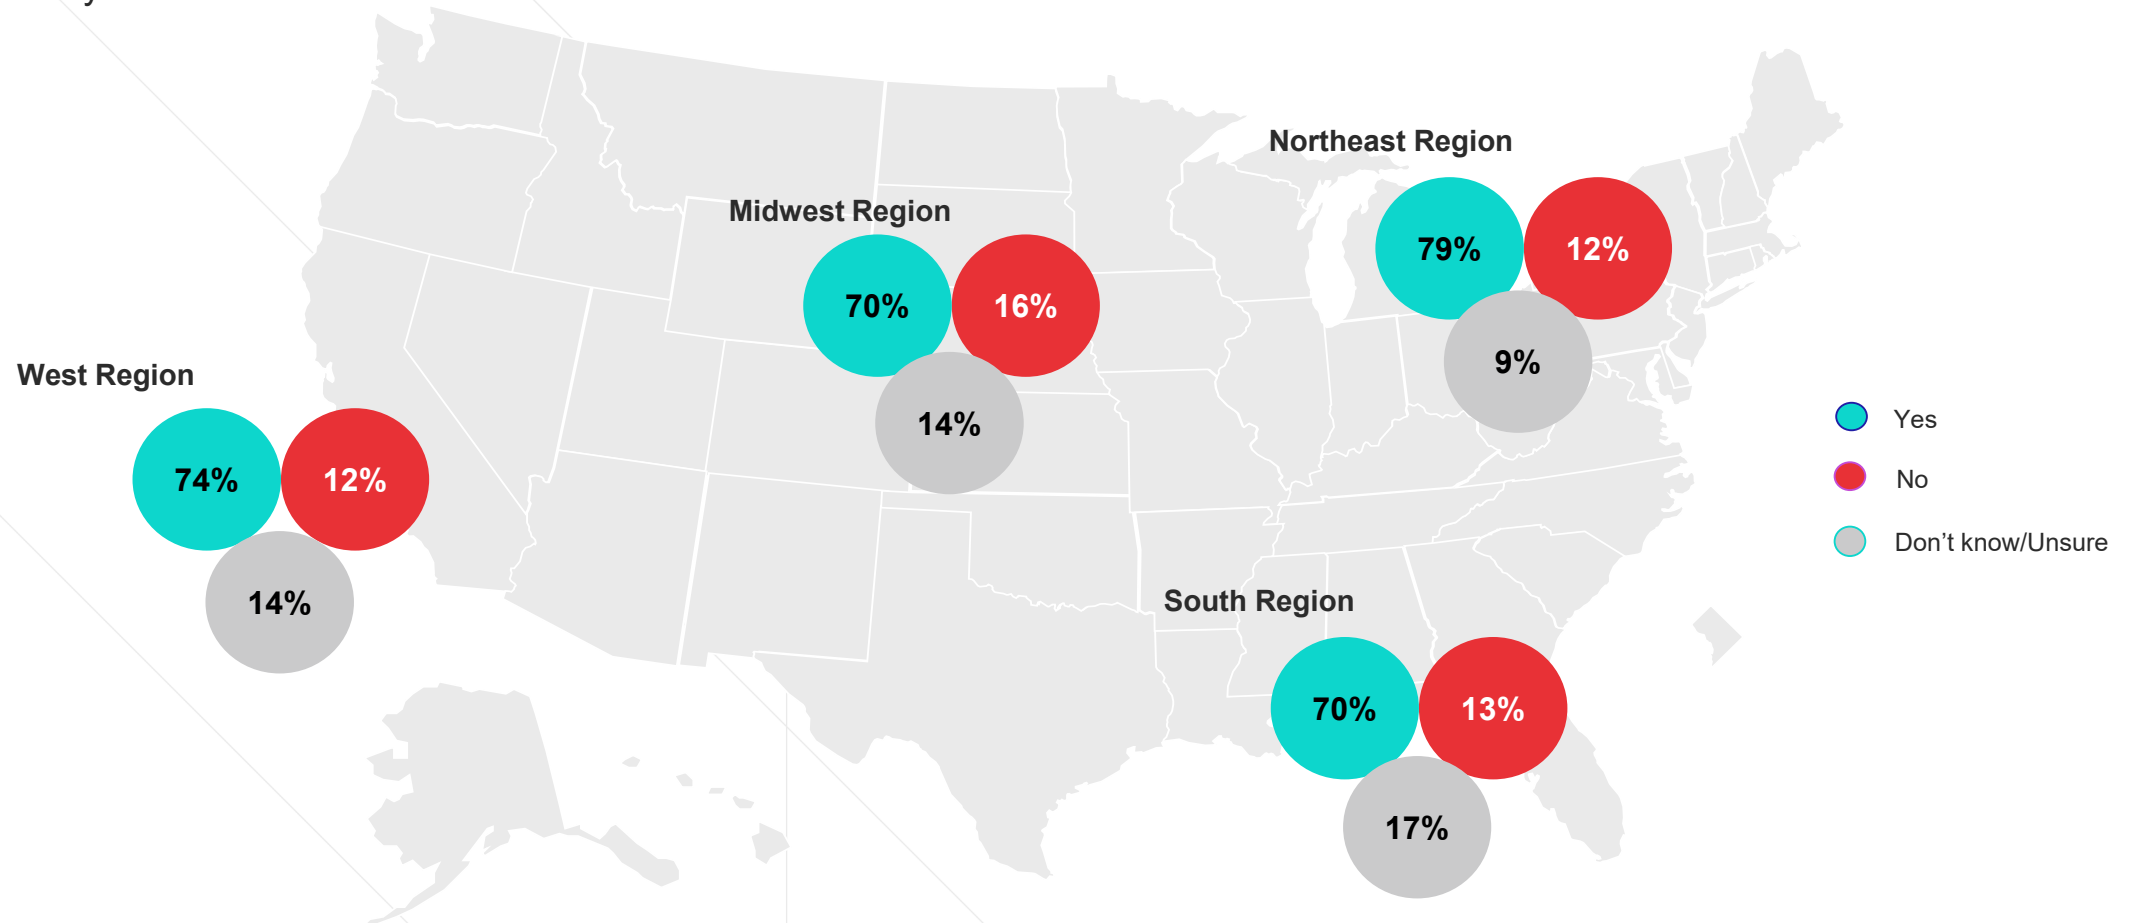 Northeast Region
79%
12%
9%
Midwest Region
70%
16%
14%
West Region
74%
12%
14%
South Region
70%
13%
17%
Yes
No
Don't know/Unsure